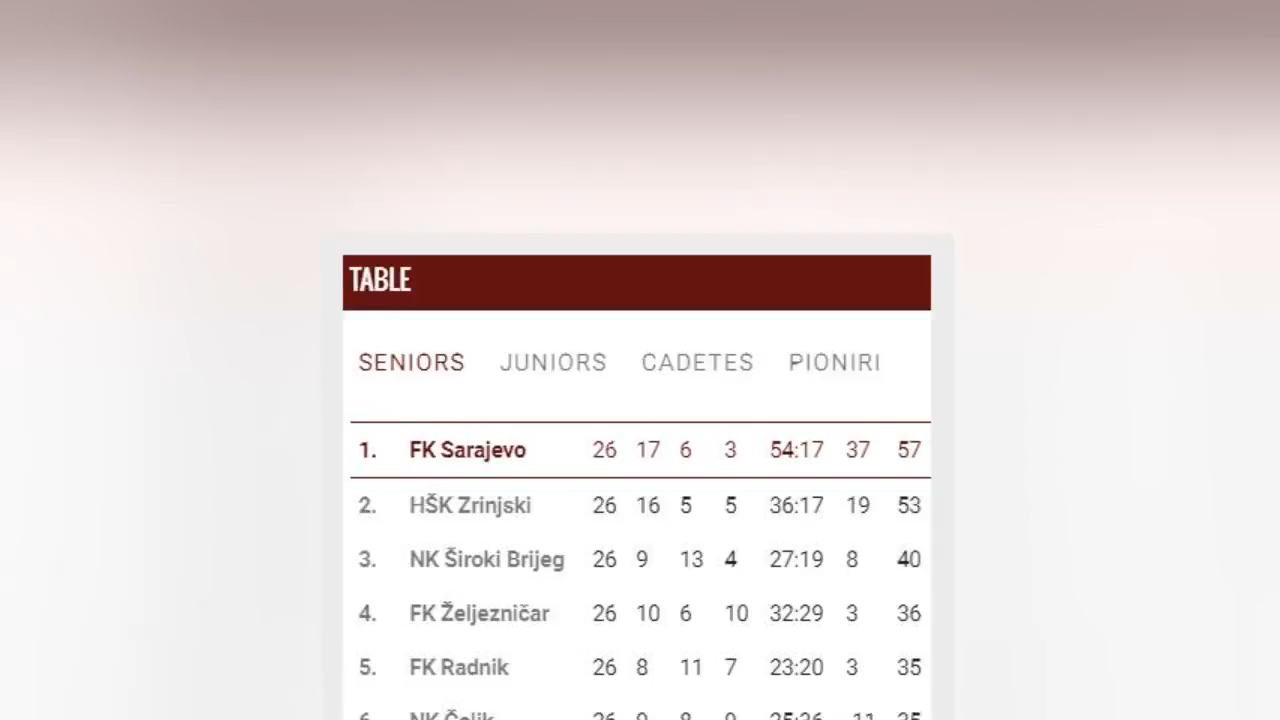 TABLE
SENIORS JUNIORS CADETES PIONIRI
1. FK Sarajevo 26 17 6 3 54:17 37 57
2. HŠK Zrinjski 26 16 5 5 36:17 19 53
3. NK Široki Brijeg 26 9 13 4 27:19 8 40
4. FK Željezničar 26 10 6 10 32:29 3 36
5. FK Radnik 26 8 11 7 23:20 3 35